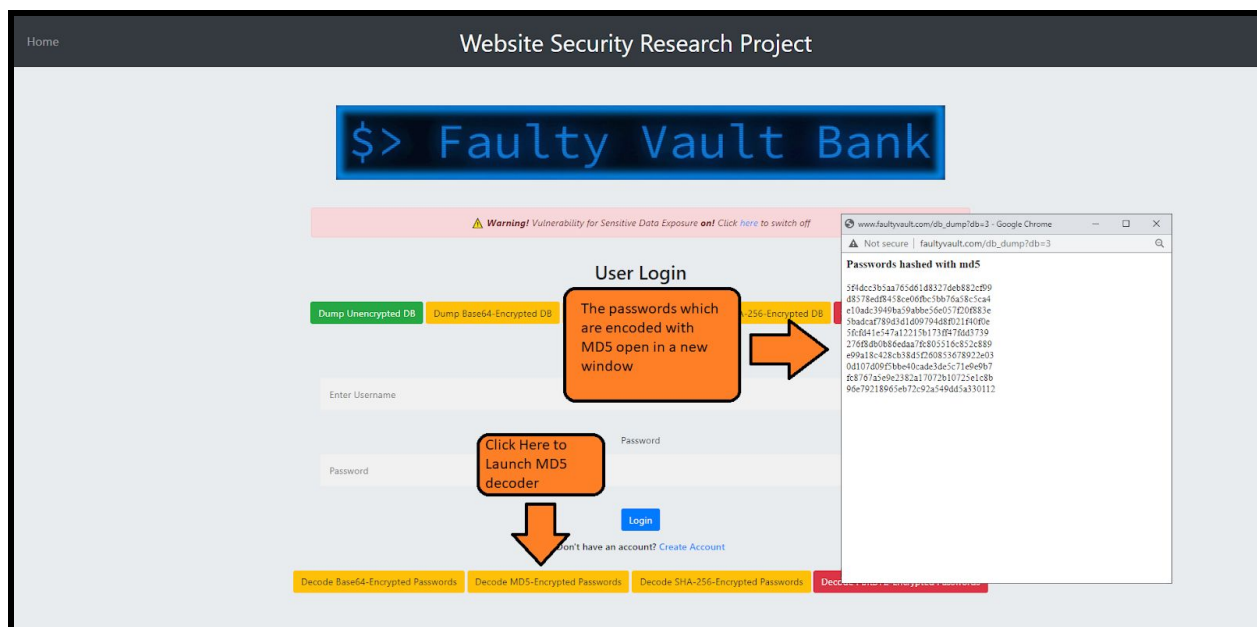 Home
Website Security Research Project
$> Faulty Vault Bank
⚠ Warning! Vulnerability for Sensitive Data Exposure on! Click here to switch off
User Login
Dump Unencrypted DB
Dump Base64-Encrypted DB
-256-Encrypted DB
The passwords which
are encoded with
MD5 open in a new
window
Enter Username
Password
Click Here to
Launch MD5
decoder
Password
Login
Don't have an account? Create Account
Decode Base64-Encrypted Passwords
Decode MD5-Encrypted Passwords
Decode SHA-256-Encrypted Passwords
www.faultyvault.com/db_dump?db=3 - Google Chrome
Not secure | faultyvault.com/db_dump?db=3
Passwords hashed with md5
5f4dcc3b5aa765d61d8327deb882cf99
d8578edf8458ce06fbc5bb76a58c5ca4
e10adc3949ba59abbe56e057f20f883e
5badcaf789d3d1d09794d8f021f40f0e
5fcfd41e547a12215b173ff47fdd3739
276f8db0b86edaa7fc805516c852c889
e99a18c428cb38d5f260853678922e03
0d107d09f5bbe40cade3de5c71e9e9b7
fc8767a5e9e2382a17072b10725e1c8b
96e79218965eb72c92a549dd5a330112